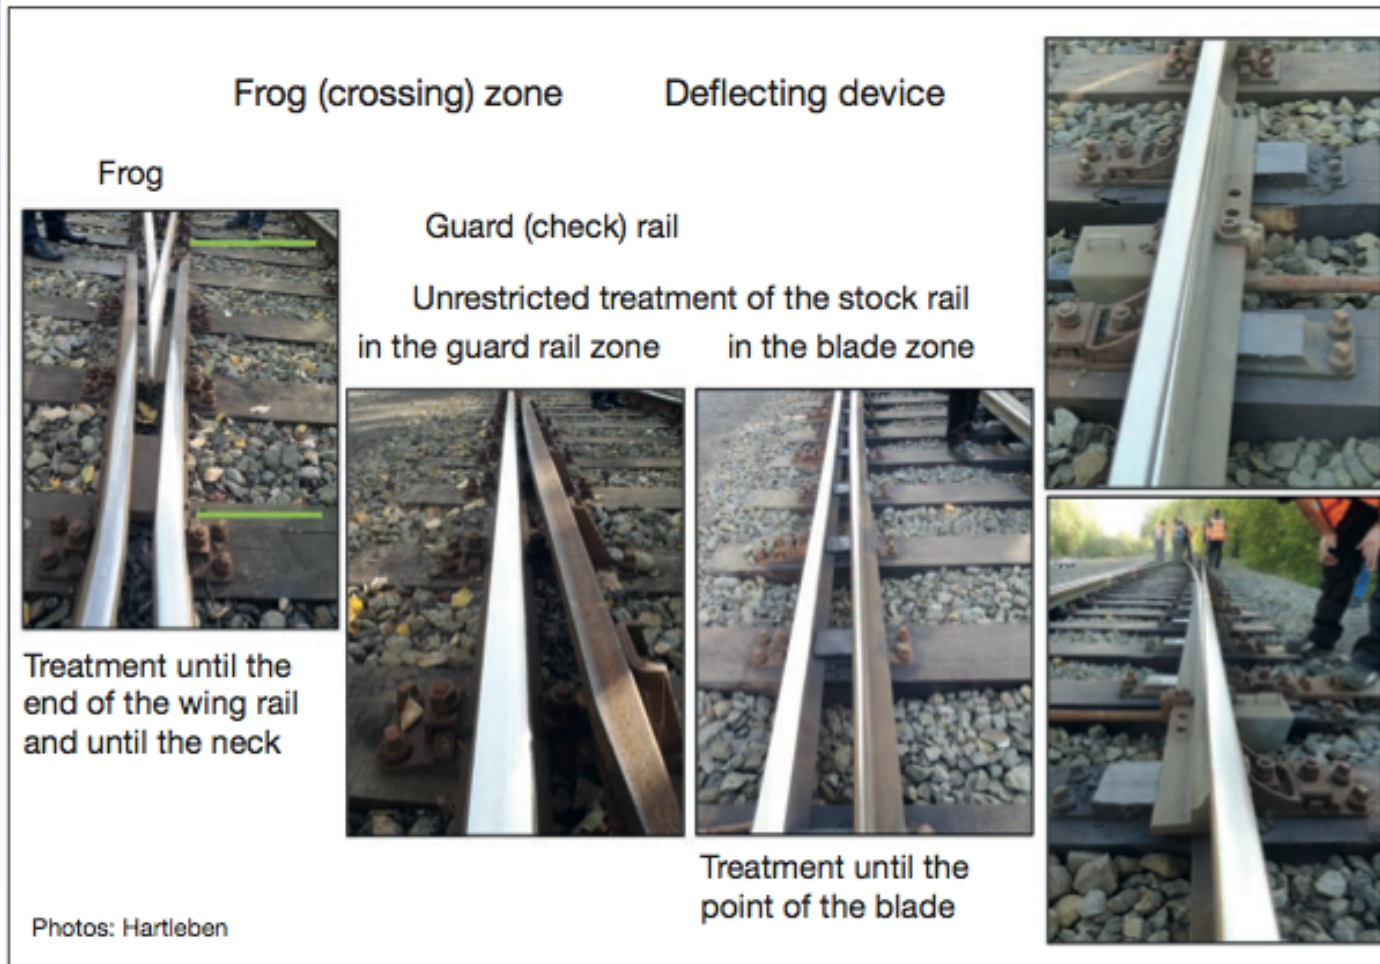 Frog (crossing) zone
Deflecting device
Frog
Guard (check) rail
Unrestricted treatment of the stock rail
in the guard rail zone
in the blade zone
Treatment until the
end of the wing rail
and until the neck
Treatment until the
point of the blade
Photos: Hartleben